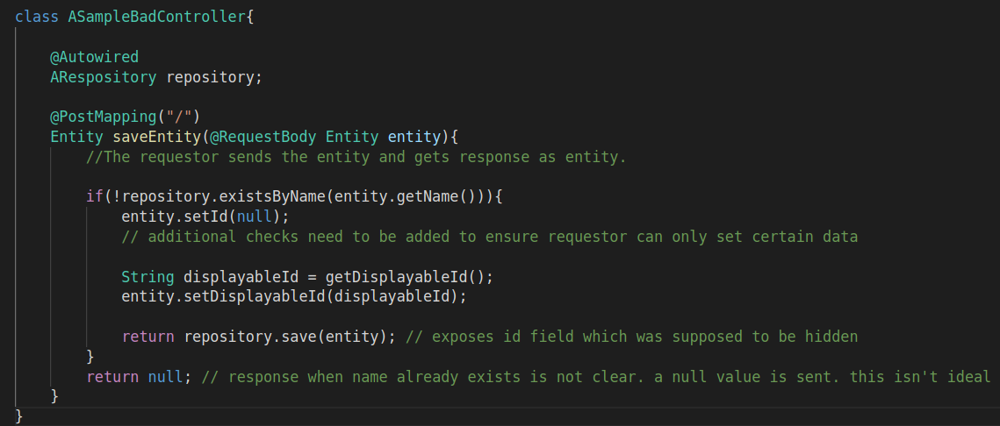 class ASampleBadController{
@Autowired
ARespository repository;
@PostMapping("/")
Entity saveEntity(@RequestBody Entity entity){
//The requestor sends the entity and gets response as entity.
if(!repository.existsByName(entity.getName())){
entity.setId(null);
// additional checks need to be added to ensure requestor can only set certain data
String displayableId = getDisplayableId();
entity.setDisplayableId(displayableId);
return repository.save(entity); // exposes id field which was supposed to be hidden
}
return null; // response when name already exists is not clear. a null value is sent. this isn't ideal
}
}